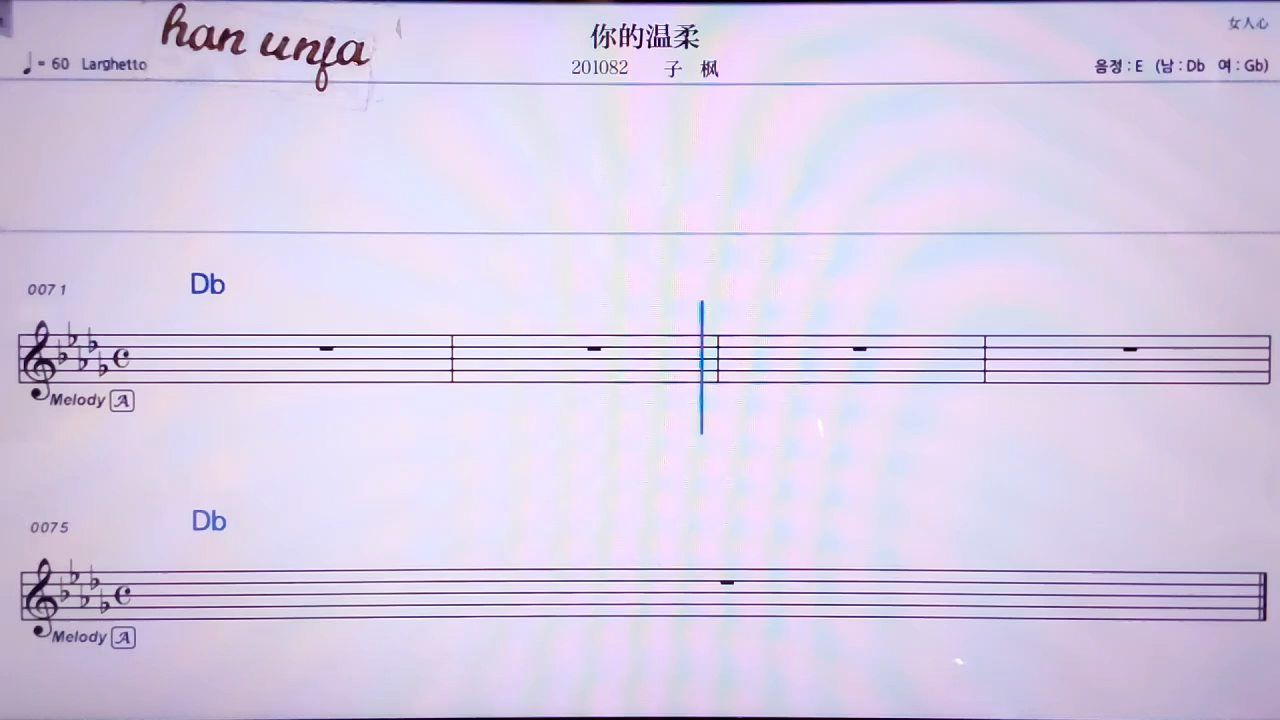 han unfa
你的温柔
女人心
♩= 60 Larghetto
201082 子 枫
음정 : E (남 : Db 여 : Gb)
0071 Db
Melody A
0075 Db
Melody A